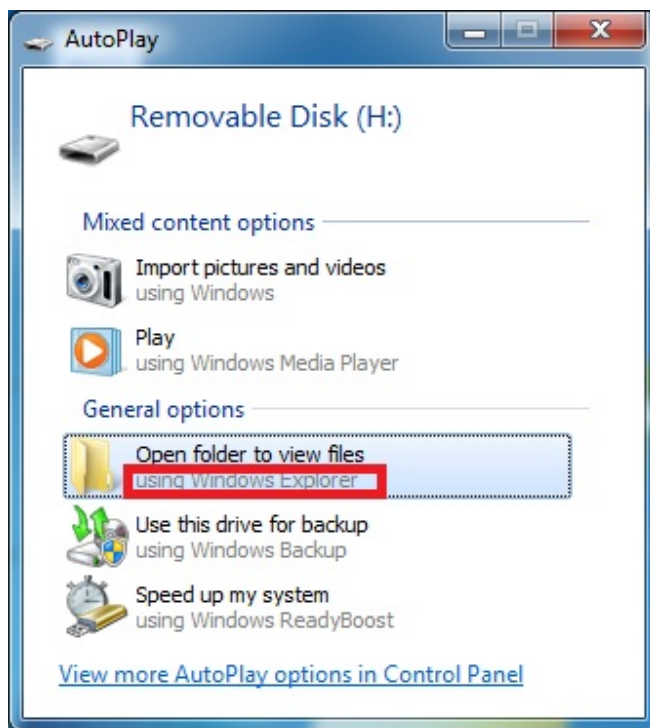 AutoPlay
Removable Disk (H:)
Mixed content options
Import pictures and videos
using Windows
Play
using Windows Media Player
General options
Open folder to view files
using Windows Explorer
Use this drive for backup
using Windows Backup
Speed up my system
using Windows ReadyBoost
View more AutoPlay options in Control Panel